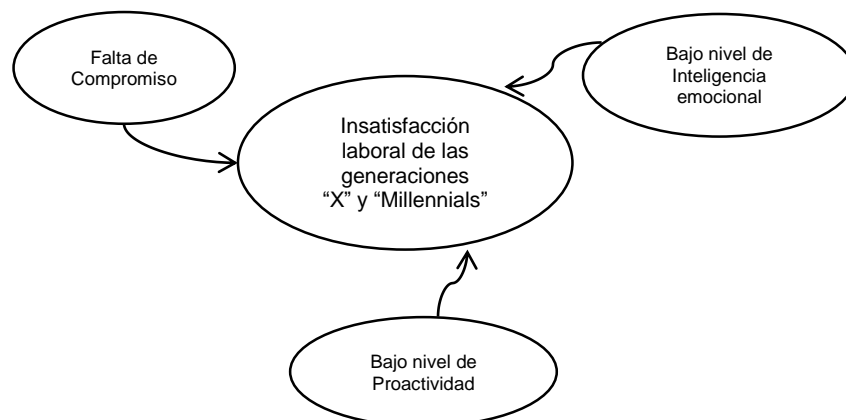 Falta de
Compromiso
Bajo nivel de
Inteligencia
emocional
Insatisfacción
laboral de las
generaciones
“X” y “Millennials”
Bajo nivel de
Proactividad